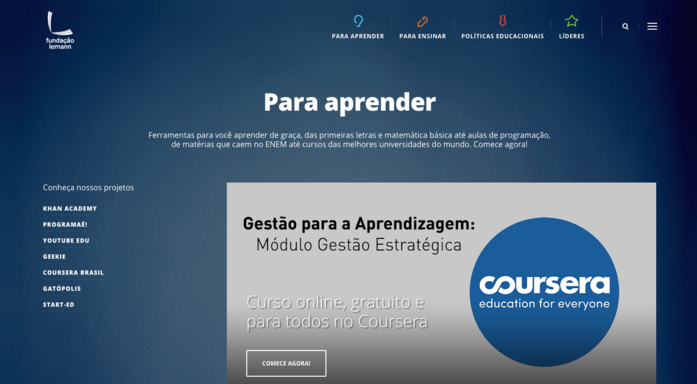 fundação
lemann
PARA APRENDER
PARA ENSINAR
POLÍTICAS EDUCACIONAIS
LÍDERES
Para aprender
Ferramentas para você aprender de graça, das primeiras letras e matemática básica até aulas de programação,
de matérias que caem no ENEM até cursos das melhores universidades do mundo. Comece agora!
Conheça nossos projetos
KHAN ACADEMY
PROGRAMAÊ!
YOUTUBE EDU
GEEKIE
COURSERA BRASIL
GATÓPOLIS
START-ED
Gestão para a Aprendizagem:
Módulo Gestão Estratégica
coursera
education for everyone
Curso online, gratuito e
para todos no Coursera
COMECE AGORA!